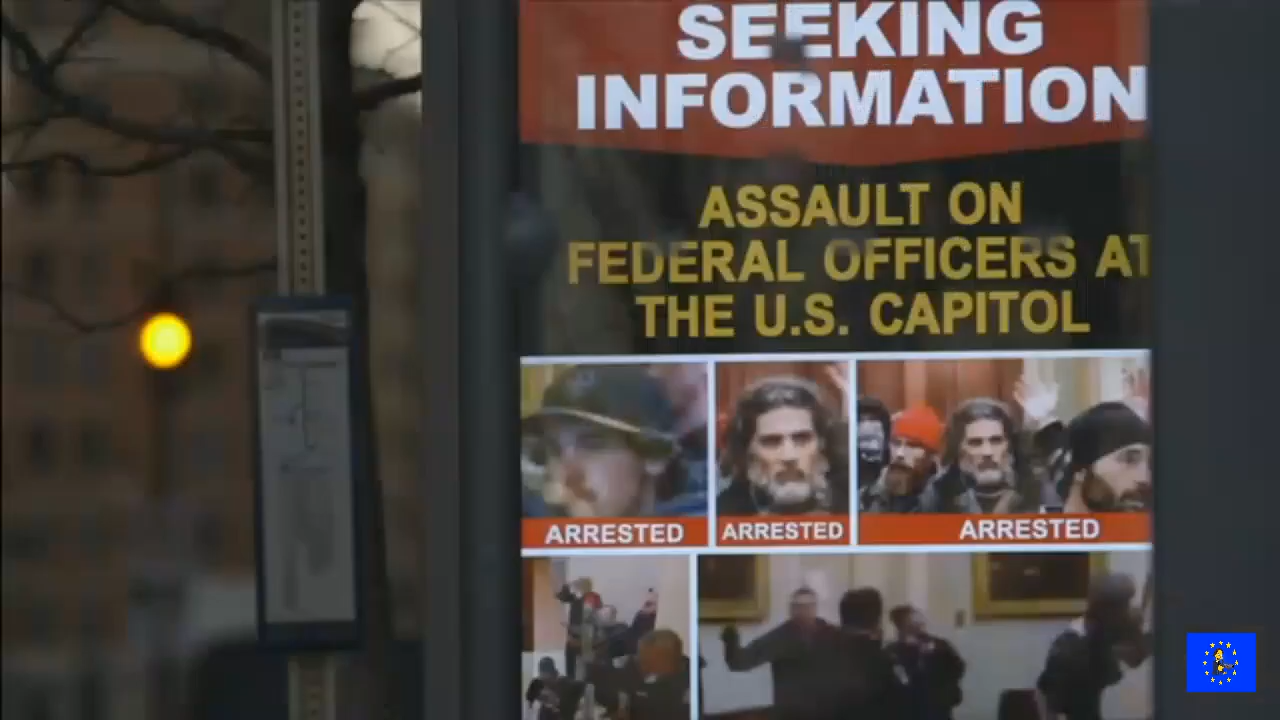 SEEKING
INFORMATION
ASSAULT ON
FEDERAL OFFICERS AT
THE U.S. CAPITOL
ARRESTED
ARRESTED
ARRESTED